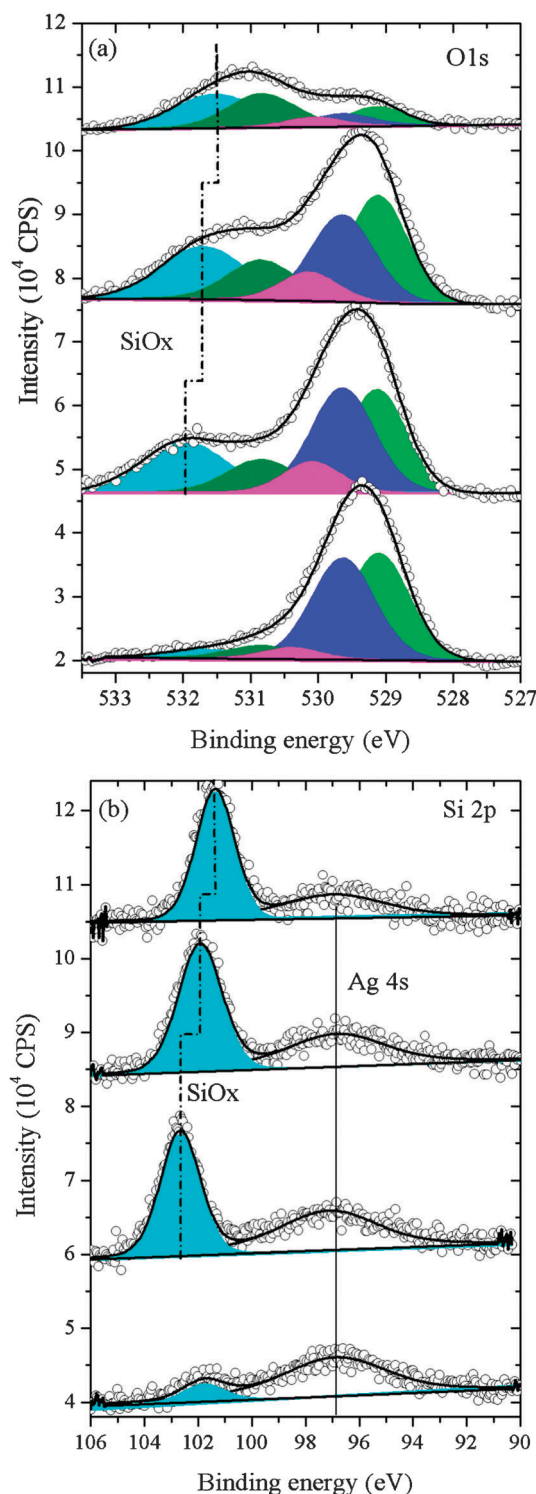 (a)
O1s
12
11
10
9
8
7
6
5
4
3
2
SiOx
Intensity (10⁴ CPS)
533 532 531 530 529 528 527
Binding energy (eV)
(b)
Si 2p
12
11
10
9
8
7
6
5
4
Ag 4s
SiOx
Intensity (10⁴ CPS)
106 104 102 100 98 96 94 92 90
Binding energy (eV)